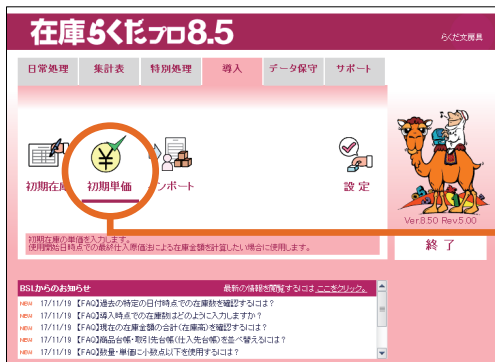 在庫らくだプロ8.5
らくだ文房具
日常処理 集計表 特別処理 導入 データ保守 サポート
初期在庫 初期単価 インポート 設定
Ver.8.50 Rev.5.00
終了
初期在庫の単価を入力します。
使用開始日時点での最終仕入原価法による在庫金額を計算したい場合に使用します。
BSLからのお知らせ 最新の情報を閲覧するには ここをクリック。
NEW 17/11/19 【FAQ】過去の特定の日付時点での在庫数を確認するには？
NEW 17/11/19 【FAQ】導入時点での在庫数はどのように入力しますか？
NEW 17/11/19 【FAQ】現在の在庫金額の合計(在庫高)を確認するには？
NEW 17/11/19 【FAQ】商品台帳・取引先台帳(仕入先台帳)を並べ替えるには？
NEW 17/11/19 【FAQ】数量・単価に小数点以下を使用するには？